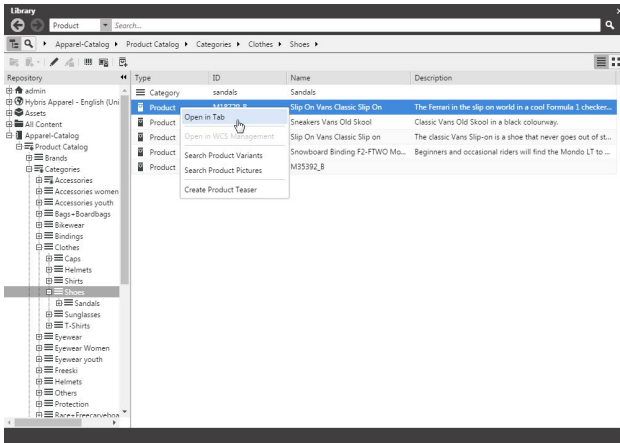 Library
Product Search...
Apparel-Catalog Product Catalog Categories Clothes Shoes
Repository Type ID Name Description
admin
Hybris Apparel - English (Uni
Assets
All Content
Apparel-Catalog
Product Catalog
Brands
Categories
Accessories
Accessories women
Accessories youth
Bags+Boardbags
Bikewear
Bindings
Clothes
Caps
Helmets
Shirts
Shoes
Sandals
Sunglasses
T-Shirts
Eyewear
Eyewear Women
Eyewear youth
Freeski
Helmets
Others
Protection
Race+Freecarveboa
Category sandals Sandals
Product M18720_B Slip On Vans Classic Slip On The Ferrari in the slip on world in a cool Formula 1 checker...
Product Sneakers Vans Old Skool Classic Vans Old Skool in a black colourway.
Product Slip On Vans Classic Slip on The classic Vans Slip-on is a shoe that never goes out of st...
Product Snowboard Binding F2-FTWO Mo... Beginners and occasional riders will find the Mondo LT to ...
Product M35392_B
Open in Tab
Open in WCS Management
Search Product Variants
Search Product Pictures
Create Product Teaser